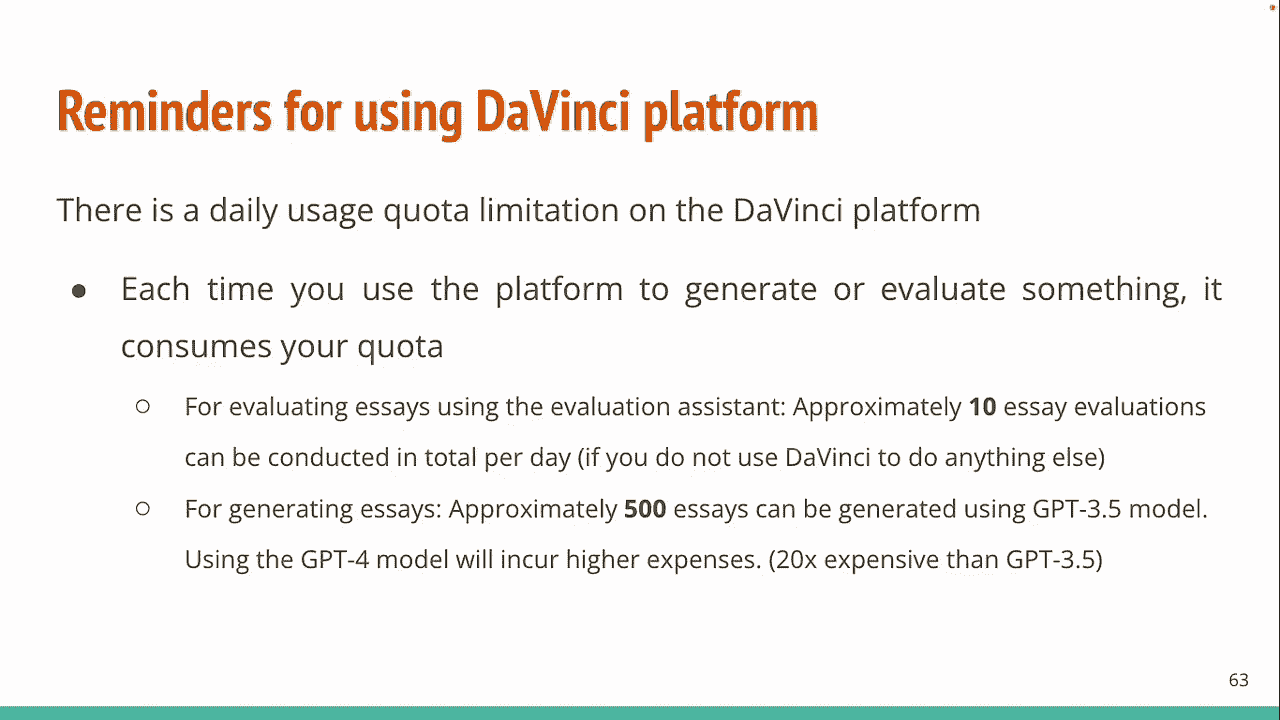 Reminders for using DaVinci platform
There is a daily usage quota limitation on the DaVinci platform
● Each time you use the platform to generate or evaluate something, it
consumes your quota
○ For evaluating essays using the evaluation assistant: Approximately 10 essay evaluations
can be conducted in total per day (if you do not use DaVinci to do anything else)
○ For generating essays: Approximately 500 essays can be generated using GPT-3.5 model.
Using the GPT-4 model will incur higher expenses. (20x expensive than GPT-3.5)
63